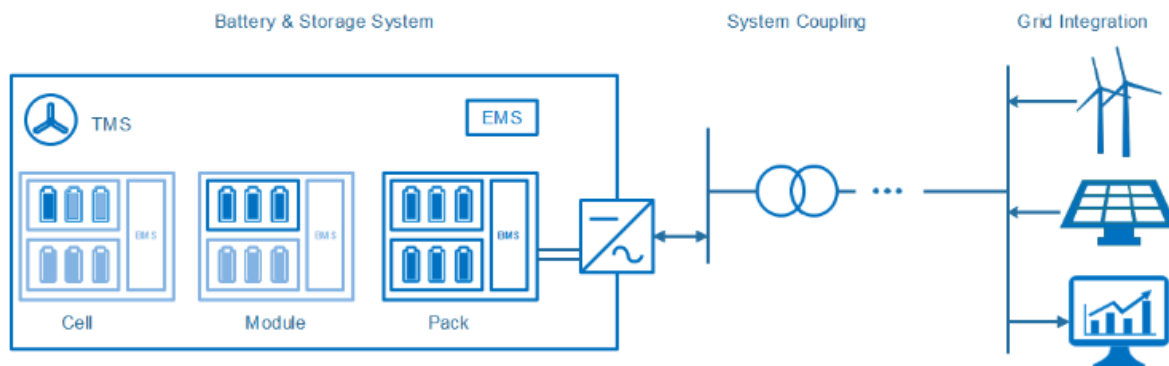 Battery & Storage System
System Coupling
Grid Integration
TMS
EMS
BMS
BMS
BMS
Cell
Module
Pack